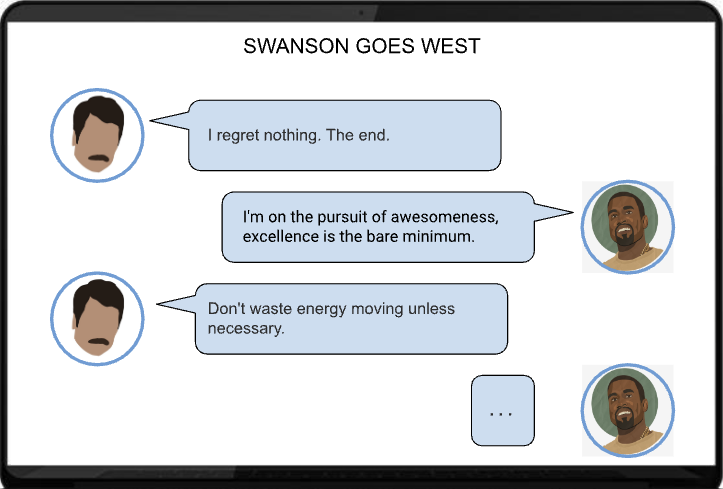 SWANSON GOES WEST
I regret nothing. The end.
I'm on the pursuit of awesomeness,
excellence is the bare minimum.
Don't waste energy moving unless
necessary.
...